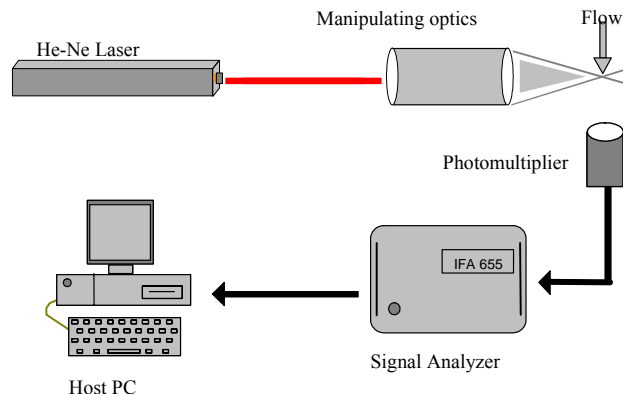 Manipulating optics
Flow
He-Ne Laser
Photomultiplier
IFA 655
Signal Analyzer
Host PC